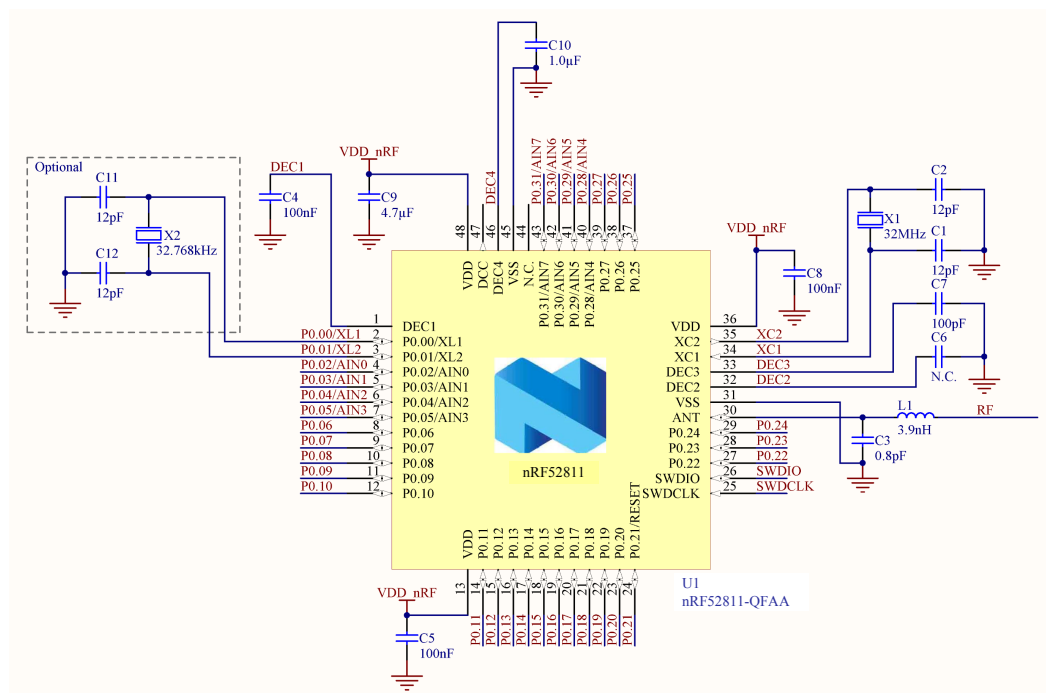 C10
1.0µF
Optional
C11
12pF
X2
32.768kHz
C12
12pF
DEC1
C4
100nF
VDD_nRF
C9
4.7µF
DEC4
P0.31/AIN7
P0.30/AIN6
P0.29/AIN5
P0.28/AIN4
P0.27
P0.26
P0.25
48
47
46
45
44
43
42
41
40
39
38
37
VDD
DCC
DEC4
VSS
N.C.
P0.31/AIN7
P0.30/AIN6
P0.29/AIN5
P0.28/AIN4
P0.27
P0.26
P0.25
C2
12pF
X1
32MHz
C1
12pF
VDD_nRF
C8
100nF
C7
100pF
C6
N.C.
1 DEC1
P0.00/XL1 2 P0.00/XL1
P0.01/XL2 3 P0.01/XL2
P0.02/AIN0 4 P0.02/AIN0
P0.03/AIN1 5 P0.03/AIN1
P0.04/AIN2 6 P0.04/AIN2
P0.05/AIN3 7 P0.05/AIN3
P0.06 8 P0.06
P0.07 9 P0.07
P0.08 10 P0.08
P0.09 11 P0.09
P0.10 12 P0.10
VDD 36
XC2 35 XC2
XC1 34 XC1
DEC3 33 DEC3
DEC2 32 DEC2
VSS 31
ANT 30
P0.24 29 P0.24
P0.23 28 P0.23
P0.22 27 P0.22
SWDIO 26 SWDIO
SWDCLK 25 SWDCLK
L1
3.9nH
RF
C3
0.8pF
nRF52811
VDD
P0.11
P0.12
P0.13
P0.14
P0.15
P0.16
P0.17
P0.18
P0.19
P0.20
P0.21/RESET
13
14
15
16
17
18
19
20
21
22
23
24
P0.11
P0.12
P0.13
P0.14
P0.15
P0.16
P0.17
P0.18
P0.19
P0.20
P0.21
VDD_nRF
C5
100nF
U1
nRF52811-QFAA